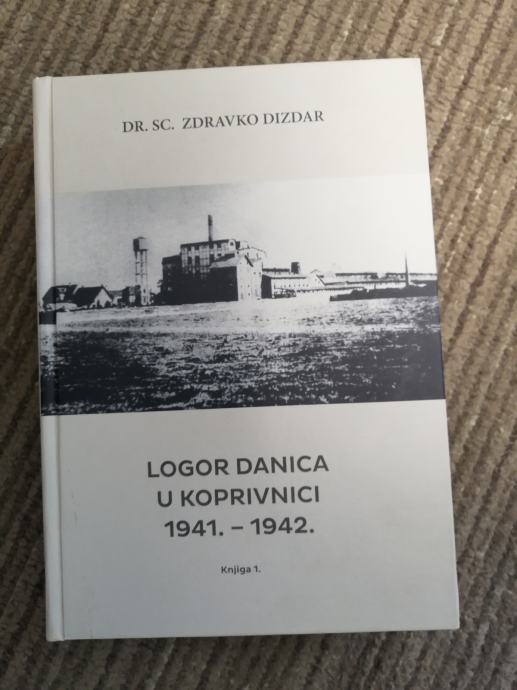 DR. SC. ZDRAVKO DIZDAR
LOGOR DANICA
U KOPRIVNICI
1941. – 1942.
Knjiga 1.